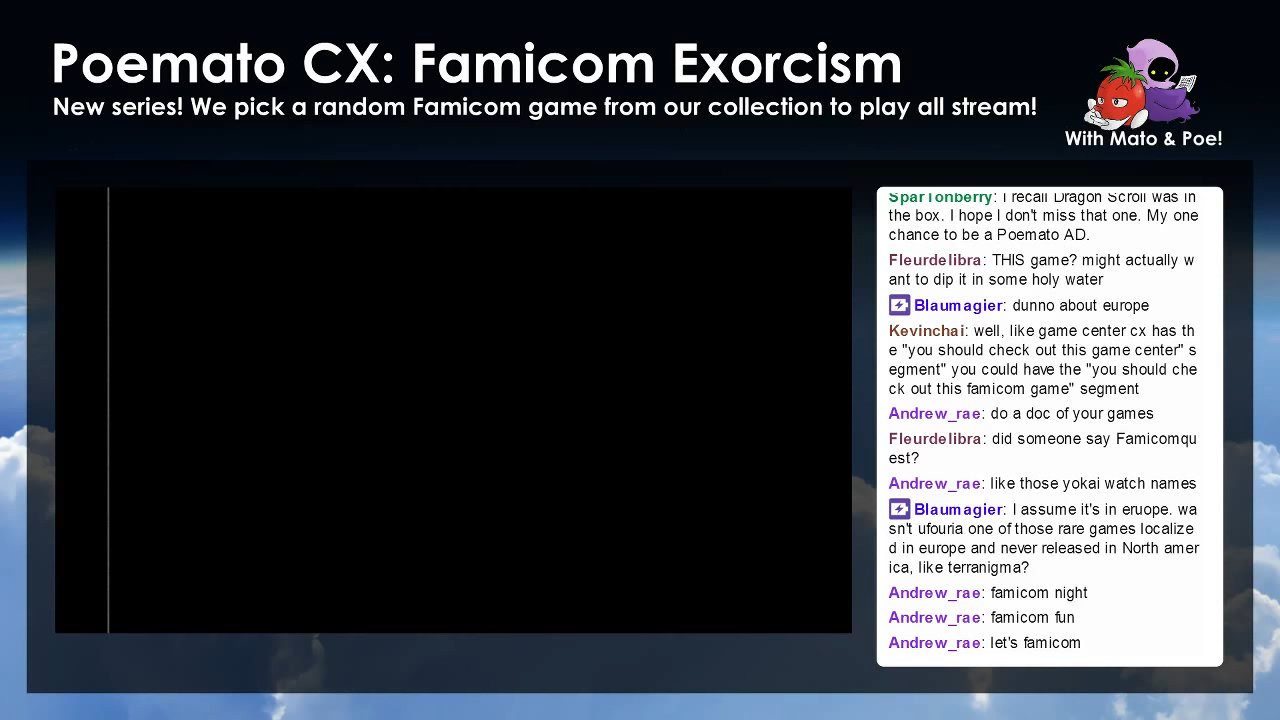 Poemato CX: Famicom Exorcism
New series! We pick a random Famicom game from our collection to play all stream!
With Mato & Poe!
SparTonberry: I recall Dragon Scroll was in
the box. I hope I don't miss that one. My one
chance to be a Poemato AD.
Fleurdelibra: THIS game? might actually w
ant to dip it in some holy water
Blaumagier: dunno about europe
Kevinchai: well, like game center cx has th
e "you should check out this game center" s
egment" you could have the "you should che
ck out this famicom game" segment
Andrew_rae: do a doc of your games
Fleurdelibra: did someone say Famicomqu
est?
Andrew_rae: like those yokai watch names
Blaumagier: I assume it's in eruope. wa
sn't ufouria one of those rare games localize
d in europe and never released in North amer
ica, like terranigma?
Andrew_rae: famicom night
Andrew_rae: famicom fun
Andrew_rae: let's famicom